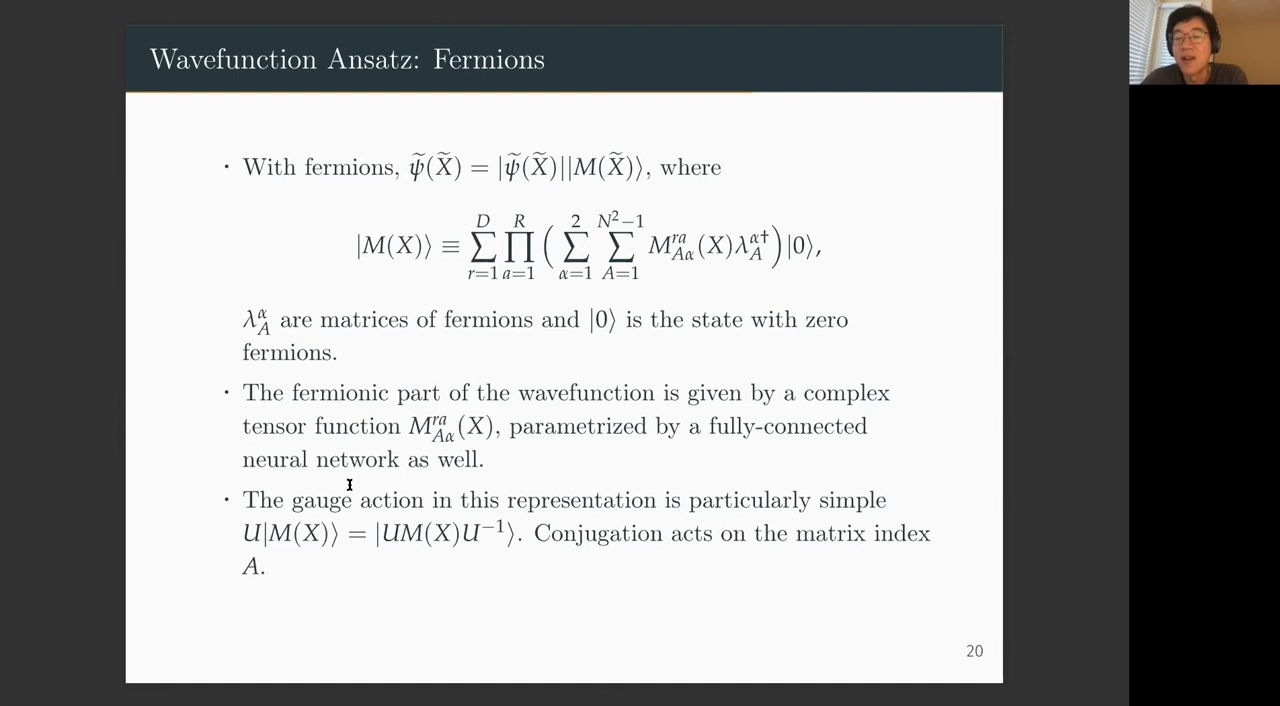 Wavefunction Ansatz: Fermions
· With fermions, ψ̃(X̃) = |ψ̃(X̃)||M(X̃)⟩, where
|M(X)⟩ ≡ ∑_{r=1}^{D} ∏_{a=1}^{R} ( ∑_{α=1}^{2} ∑_{A=1}^{N²−1} M^{ra}_{Aα}(X) λ^{α†}_A ) |0⟩,
λ^α_A are matrices of fermions and |0⟩ is the state with zero
fermions.
· The fermionic part of the wavefunction is given by a complex
tensor function M^{ra}_{Aα}(X), parametrized by a fully-connected
neural network as well.
· The gauge action in this representation is particularly simple
U|M(X)⟩ = |UM(X)U⁻¹⟩. Conjugation acts on the matrix index
A.
20